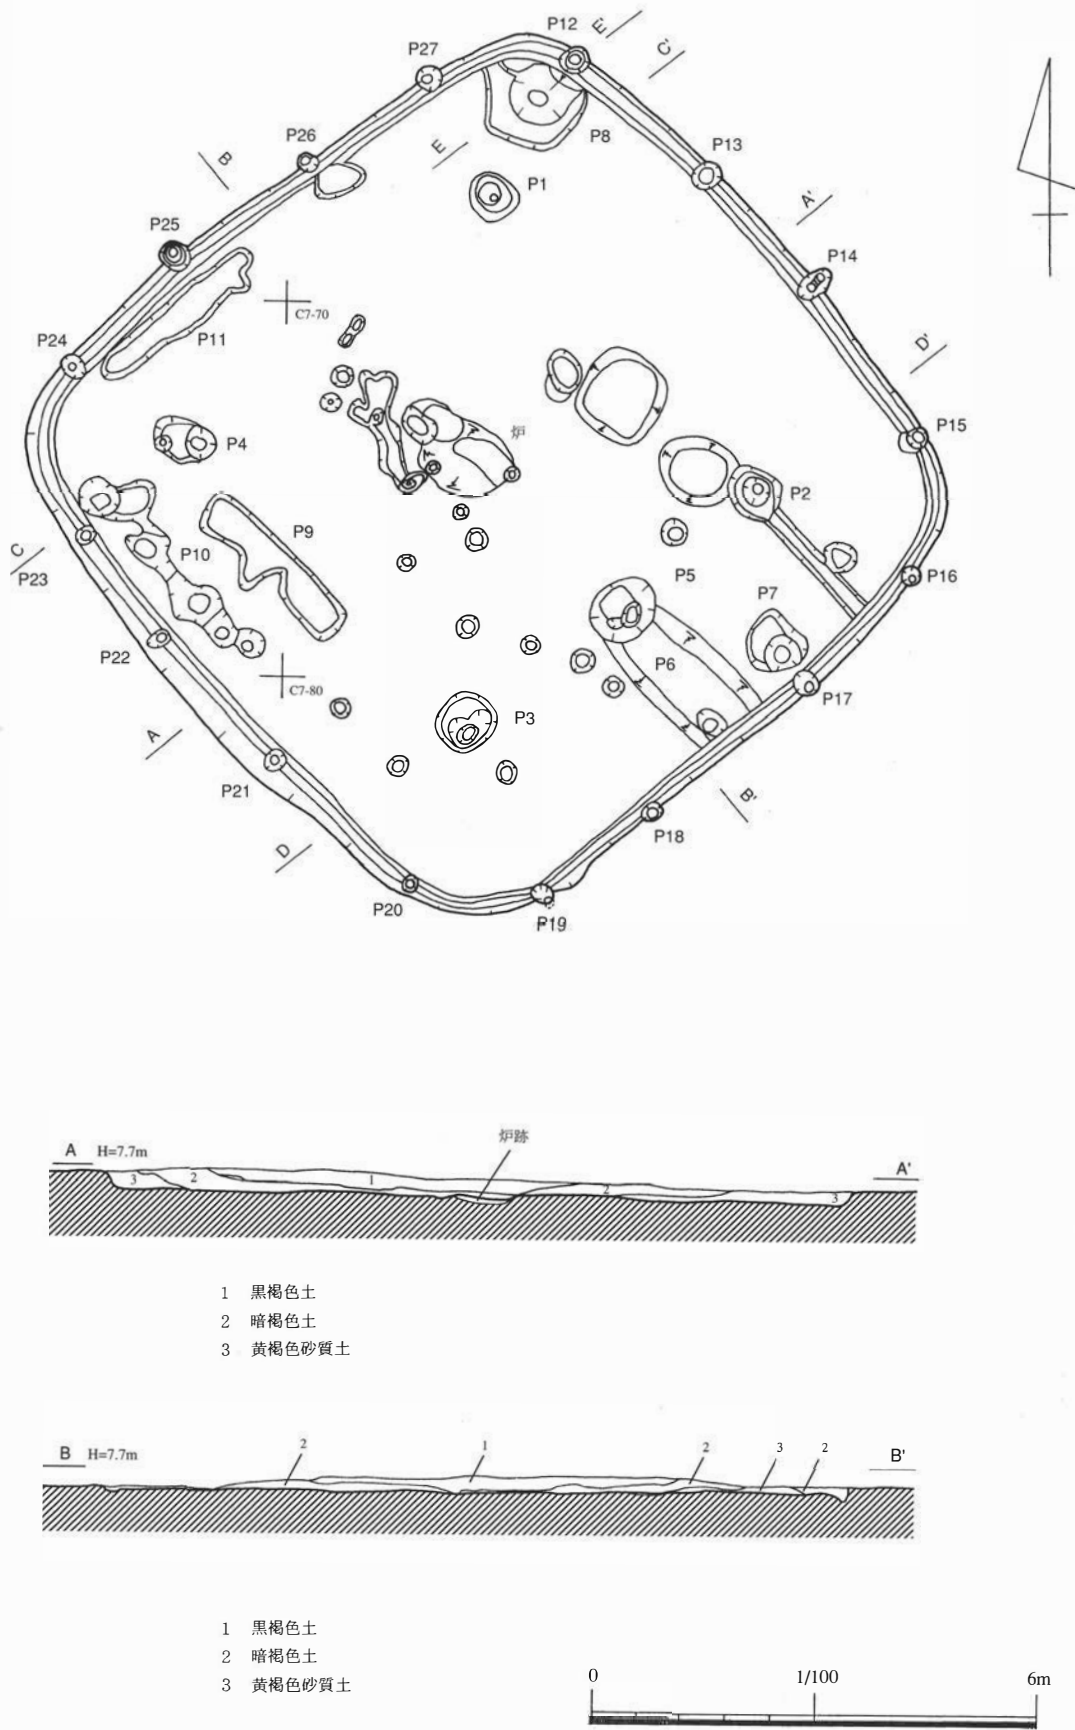 P12
E'
C'
P27
P8
P13
P26
E
B
P1
A'
P25
P14
C7-70
P24
P11
D'
炉
P15
P4
P2
P9
P10
C
P23
P5
P7
P16
P22
P6
C7-80
P17
P3
A
P21
B'
P18
D
P20
P19
炉跡
A H=7.7m
A'
3 2 1 2 3
1 黒褐色土
2 暗褐色土
3 黄褐色砂質土
2 1 2 3 2
B H=7.7m
B'
1 黒褐色土
2 暗褐色土
3 黄褐色砂質土
0 1/100 6m